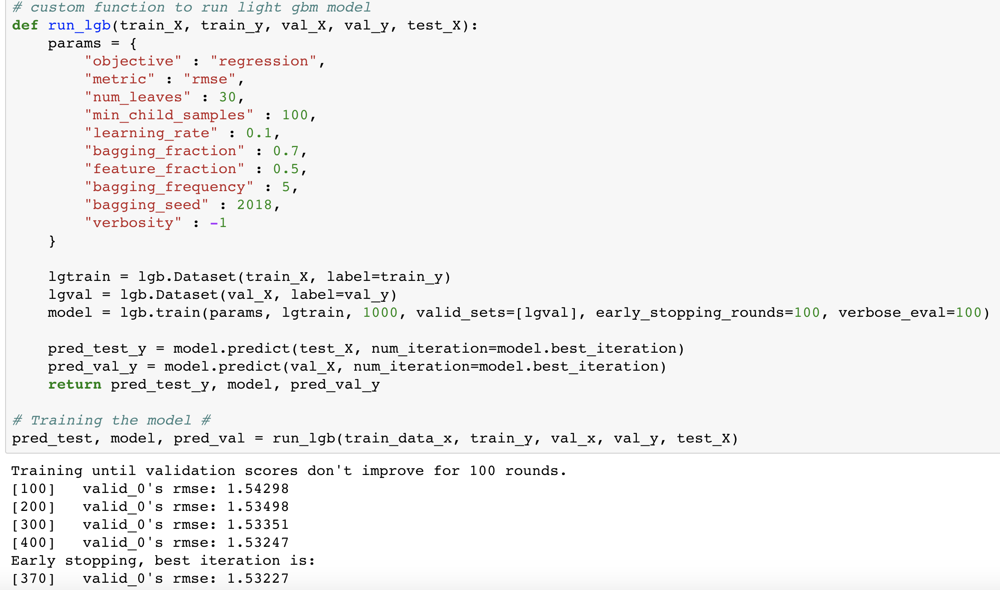 # custom function to run light gbm model
def run_lgb(train_X, train_y, val_X, val_y, test_X):
    params = {
        "objective" : "regression",
        "metric" : "rmse",
        "num_leaves" : 30,
        "min_child_samples" : 100,
        "learning_rate" : 0.1,
        "bagging_fraction" : 0.7,
        "feature_fraction" : 0.5,
        "bagging_frequency" : 5,
        "bagging_seed" : 2018,
        "verbosity" : -1
    }
    lgtrain = lgb.Dataset(train_X, label=train_y)
    lgval = lgb.Dataset(val_X, label=val_y)
    model = lgb.train(params, lgtrain, 1000, valid_sets=[lgval], early_stopping_rounds=100, verbose_eval=100)
    pred_test_y = model.predict(test_X, num_iteration=model.best_iteration)
    pred_val_y = model.predict(val_X, num_iteration=model.best_iteration)
    return pred_test_y, model, pred_val_y
# Training the model #
pred_test, model, pred_val = run_lgb(train_data_x, train_y, val_x, val_y, test_X)
Training until validation scores don't improve for 100 rounds.
[100]   valid_0's rmse: 1.54298
[200]   valid_0's rmse: 1.53498
[300]   valid_0's rmse: 1.53351
[400]   valid_0's rmse: 1.53247
Early stopping, best iteration is:
[370]   valid_0's rmse: 1.53227